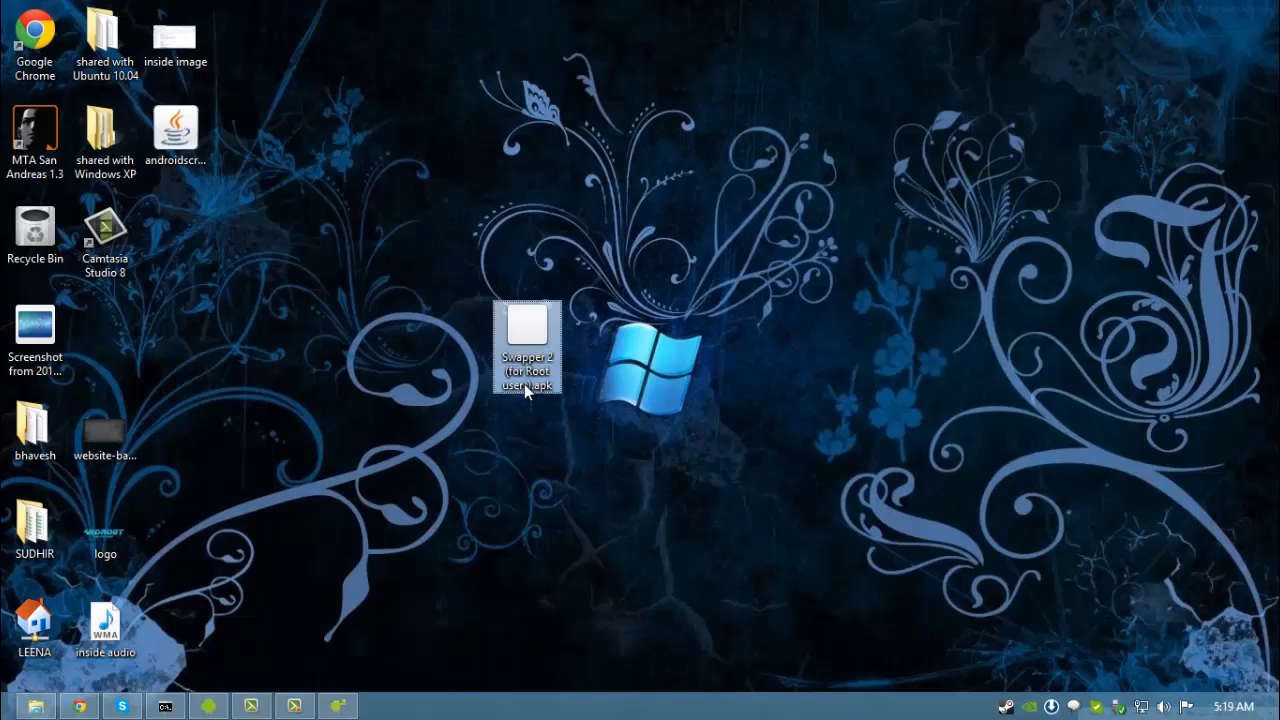 Google
Chrome
shared with
Ubuntu 10.04
inside image
MTA San
Andreas 1.3
shared with
Windows XP
androidscr...
Recycle Bin
Camtasia
Studio 8
Screenshot
from 201...
Swapper 2
(for Root
bhavesh
website-ba...
SUDHIR
logo
LEENA
WMA
inside audio
5:19 AM